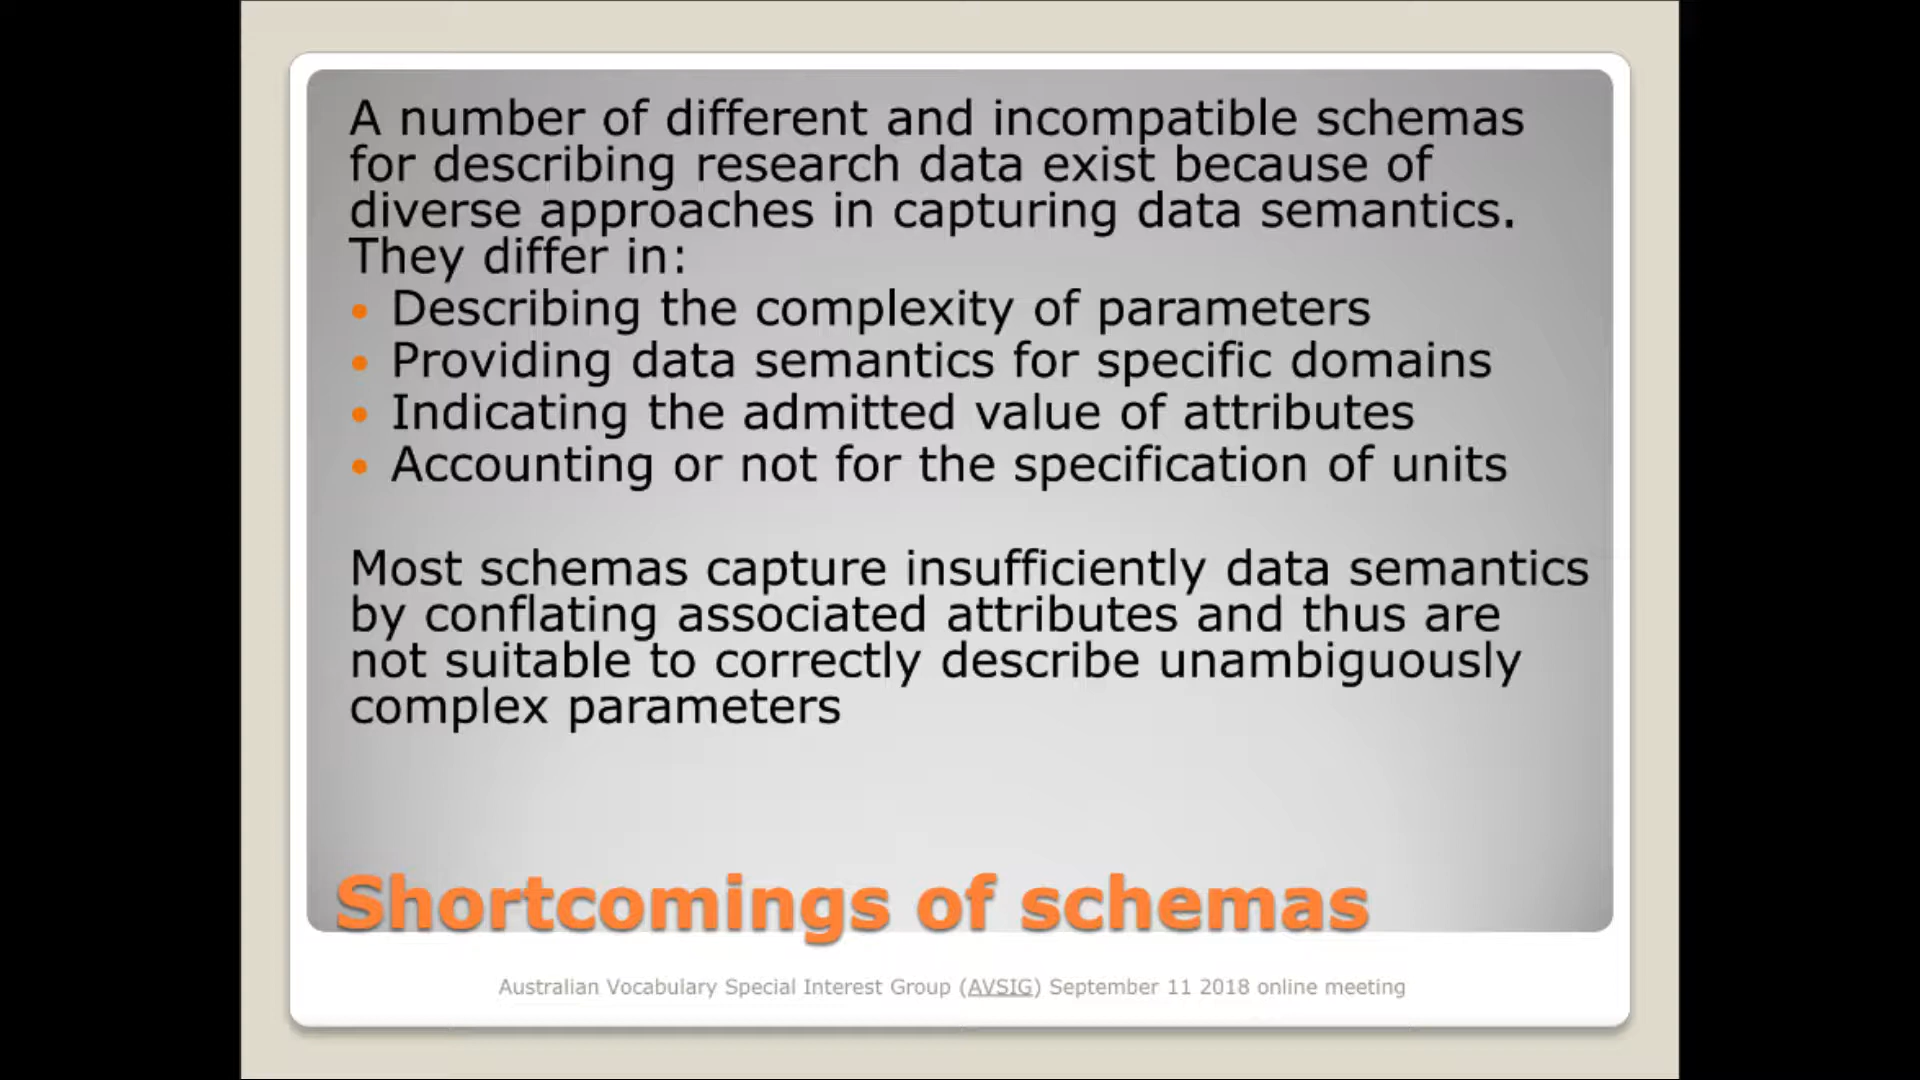 A number of different and incompatible schemas
for describing research data exist because of
diverse approaches in capturing data semantics.
They differ in:
• Describing the complexity of parameters
• Providing data semantics for specific domains
• Indicating the admitted value of attributes
• Accounting or not for the specification of units
Most schemas capture insufficiently data semantics
by conflating associated attributes and thus are
not suitable to correctly describe unambiguously
complex parameters
Shortcomings of schemas
Australian Vocabulary Special Interest Group (AVSIG) September 11 2018 online meeting